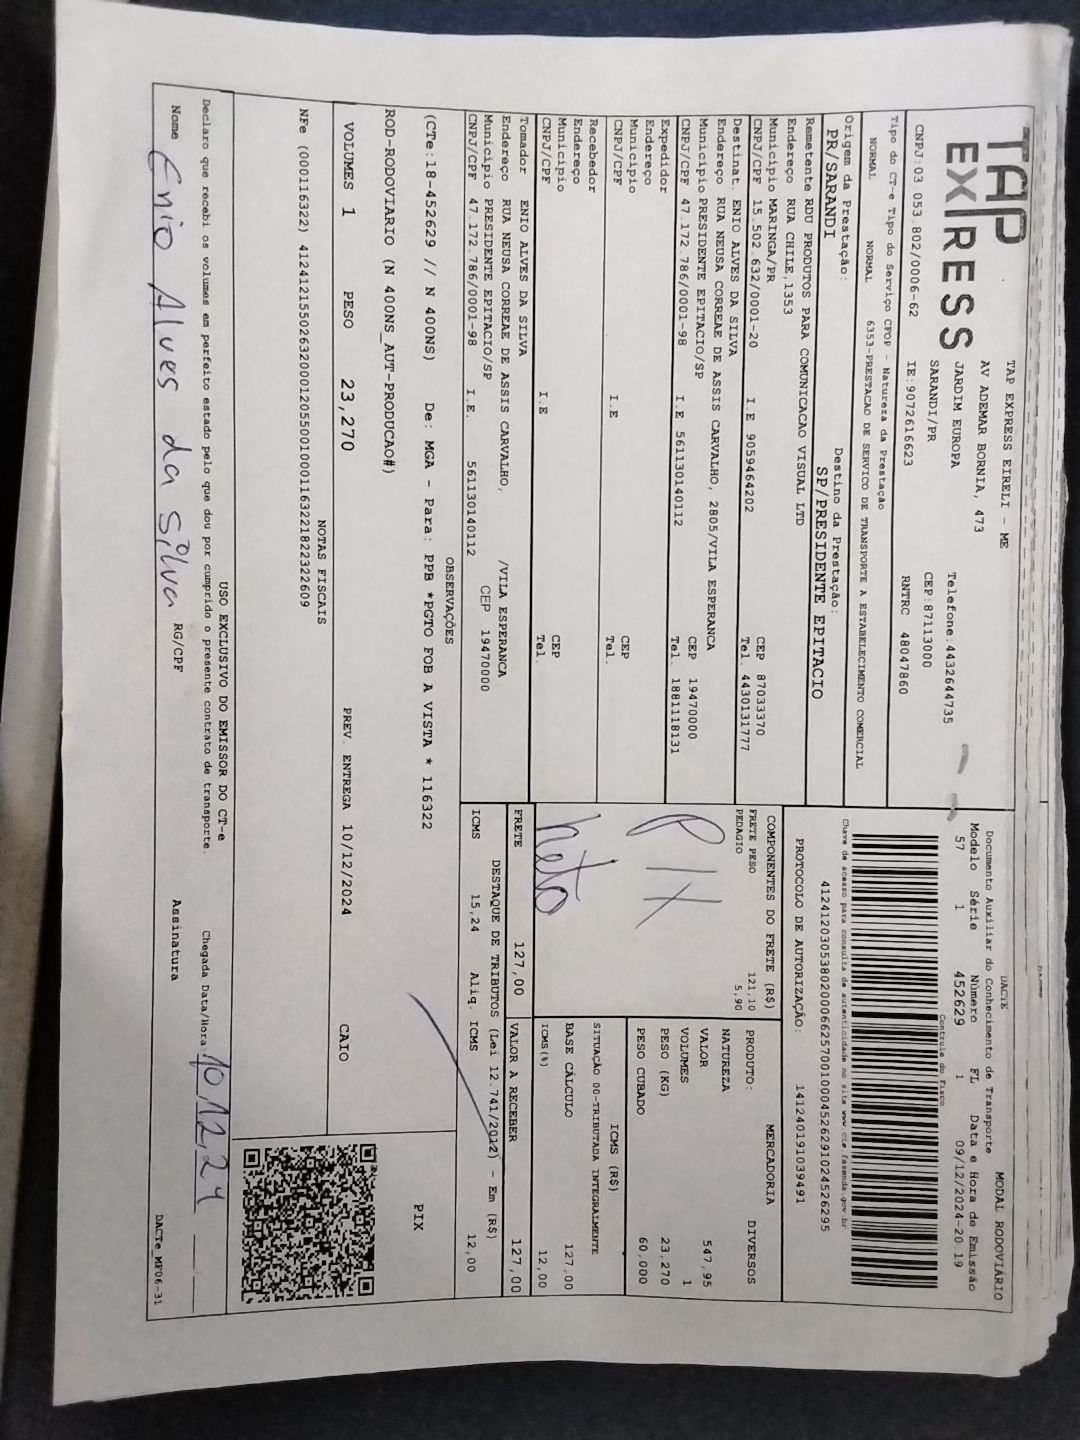 TAP
EXPRESS
TAP EXPRESS EIRELI - ME
AV ADEMAR BORNIA, 473
JARDIM EUROPA
SARANDI/PR
Telefone:4432644735
CEP:87113000
CNPJ:03.053.802/0006-62
IE:9072616623
RNTRC 48047860
DACTE
MODAL RODOVIÁRIO
Documento Auxiliar do Conhecimento de Transporte
Modelo Série Número FL Data e Hora de Emissão
57 1 452629 1 09/12/2024-20:19
Controle do Fisco
Chave de acesso para consulta de autenticidade no site www.cte.fazenda.gov.br
PROTOCOLO DE AUTORIZAÇÃO: 141240191039491
Tipo do CT-e Tipo do Serviço CFOP - Natureza da Prestação
NORMAL NORMAL 6353-PRESTACAO DE SERVICO DE TRANSPORTE A ESTABELECIMENTO COMERCIAL
Origem da Prestação: Destino da Prestação:
PR/SARANDI SP/PRESIDENTE EPITACIO
Remetente RDU PRODUTOS PARA COMUNICACAO VISUAL LTD
Endereço RUA CHILE,1353
Município MARINGA/PR CEP 87033370
CNPJ/CPF 15.502.632/0001-20 I.E 9059464202 Tel. 4430131777
Destinat. ENIO ALVES DA SILVA
Endereço RUA NEUSA CORREAE DE ASSIS CARVALHO, 2805/VILA ESPERANCA
Município PRESIDENTE EPITACIO/SP CEP 19470000
CNPJ/CPF 47.172.786/0001-98 I.E 561130140112 Tel. 1881118131
Expedidor
Endereço
Município CEP
CNPJ/CPF I.E Tel.
Recebedor
Endereço
Município CEP
CNPJ/CPF I.E Tel.
Tomador ENIO ALVES DA SILVA
Endereço RUA NEUSA CORREAE DE ASSIS CARVALHO, /VILA ESPERANCA
Município PRESIDENTE EPITACIO/SP CEP 19470000
CNPJ/CPF 47.172.786/0001-98 I.E. 561130140112
COMPONENTES DO FRETE (R$)
FRETE PESO 121,10
PEDAGIO 5,90
PIX
neto
MERCADORIA
PRODUTO: DIVERSOS
NATUREZA
VALOR 547,95
VOLUMES 1
PESO (KG) 23,270
PESO CUBADO 60,000
ICMS (R$)
SITUAÇÃO 00-TRIBUTADA INTEGRALMENTE
BASE CÁLCULO 127,00
ICMS(%) 12,00
FRETE 127,00 VALOR A RECEBER 127,00
DESTAQUE DE TRIBUTOS (Lei 12.741/2012) - Em (R$)
ICMS 15,24 Aliq. ICMS 12,00
OBSERVAÇÕES
(CTe:18-452629 // N 400NS) De: MGA - Para: PPB *PGTO FOB A VISTA * 116322
ROD-RODOVIARIO (N 400NS_AUT-PRODUCAO#)
PIX
VOLUMES 1 PESO 23,270 PREV. ENTREGA 10/12/2024 CAIO
NOTAS FISCAIS
NFe (000116322)
USO EXCLUSIVO DO EMISSOR DO CT-e
Declaro que recebi os volumes em perfeito estado pelo que dou por cumprido o presente contrato de transporte. Chegada Data/Hora 10.12.24
Nome Enio Alves da Silva RG/CPF Assinatura
DACTe_MF06-31